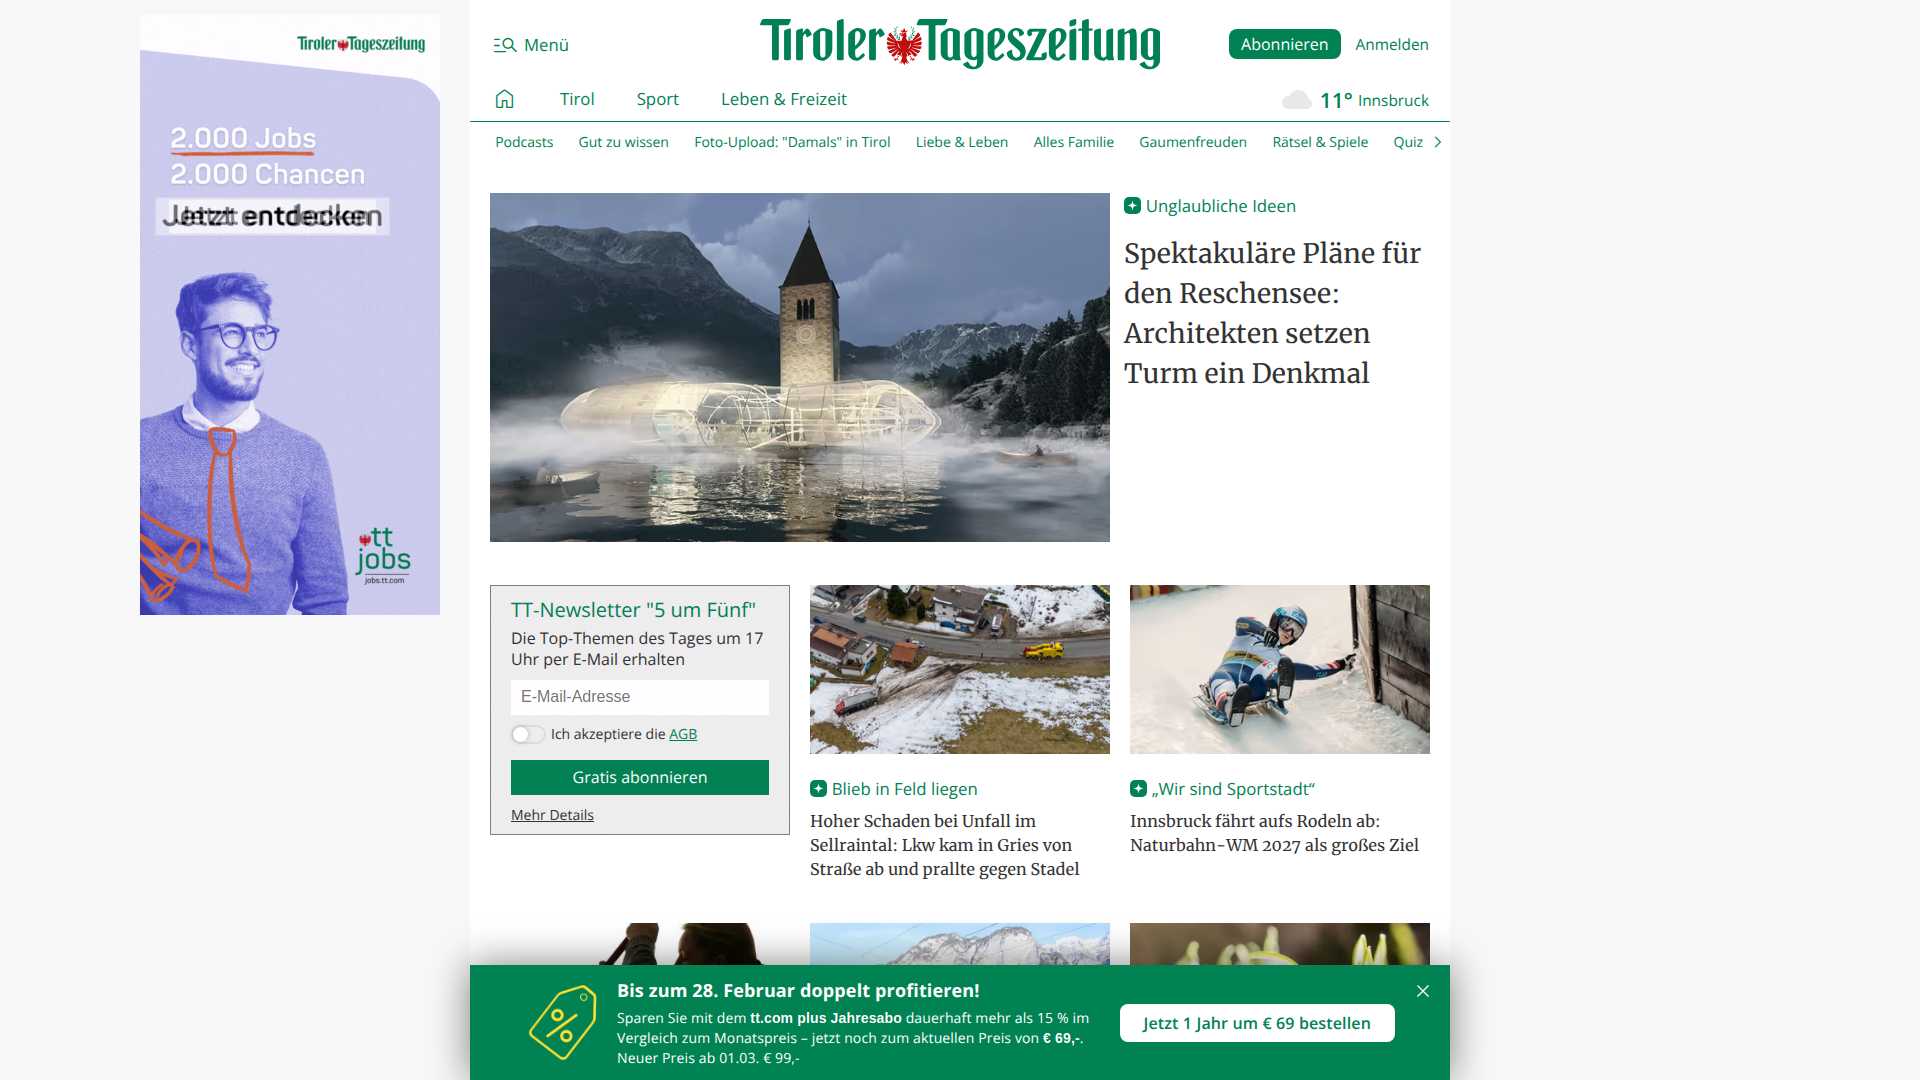 Tiroler Tageszeitung
2.000 Jobs
2.000 Chancen
Jetzt entdecken
tt
jobs
jobs.tt.com
Menü
Tiroler Tageszeitung
Abonnieren
Anmelden
Tirol
Sport
Leben & Freizeit
11° Innsbruck
Podcasts
Gut zu wissen
Foto-Upload: "Damals" in Tirol
Liebe & Leben
Alles Familie
Gaumenfreuden
Rätsel & Spiele
Quiz
Unglaubliche Ideen
Spektakuläre Pläne für
den Reschensee:
Architekten setzen
Turm ein Denkmal
TT-Newsletter "5 um Fünf"
Die Top-Themen des Tages um 17
Uhr per E-Mail erhalten
E-Mail-Adresse
Ich akzeptiere die AGB
Gratis abonnieren
Mehr Details
Blieb in Feld liegen
Hoher Schaden bei Unfall im
Sellraintal: Lkw kam in Gries von
Straße ab und prallte gegen Stadel
„Wir sind Sportstadt“
Innsbruck fährt aufs Rodeln ab:
Naturbahn-WM 2027 als großes Ziel
Bis zum 28. Februar doppelt profitieren!
Sparen Sie mit dem tt.com plus Jahresabo dauerhaft mehr als 15 % im
Vergleich zum Monatspreis – jetzt noch zum aktuellen Preis von € 69,-.
Neuer Preis ab 01.03. € 99,-
Jetzt 1 Jahr um € 69 bestellen